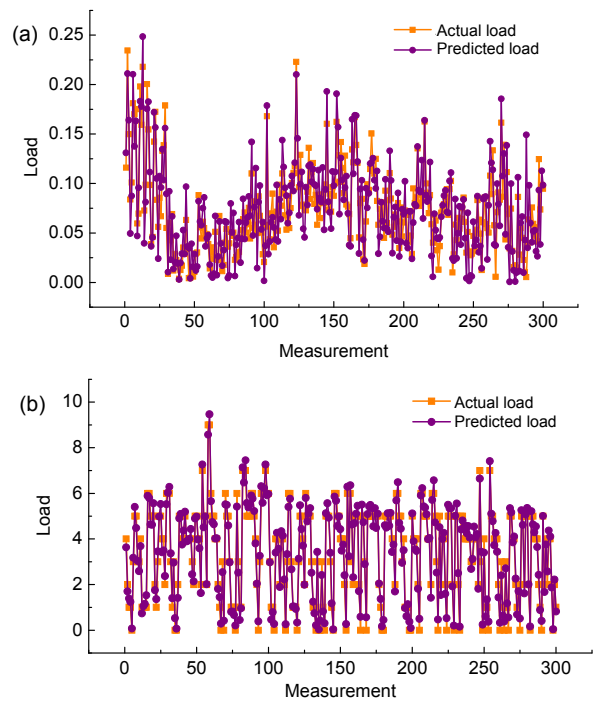 (a)
Actual load
Predicted load
0.25
0.20
0.15
0.10
0.05
0.00
Load
0 50 100 150 200 250 300
Measurement
(b)
Actual load
Predicted load
10
8
6
4
2
0
Load
0 50 100 150 200 250 300
Measurement